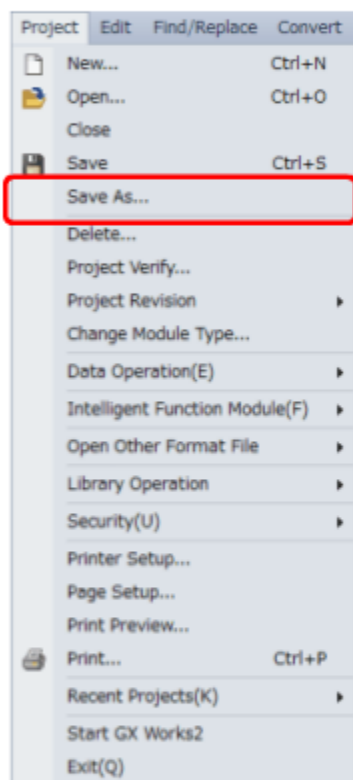 Project Edit Find/Replace Convert
New... Ctrl+N
Open... Ctrl+O
Close
Save Ctrl+S
Save As...
Delete...
Project Verify...
Project Revision
Change Module Type...
Data Operation(E)
Intelligent Function Module(F)
Open Other Format File
Library Operation
Security(U)
Printer Setup...
Page Setup...
Print Preview...
Print... Ctrl+P
Recent Projects(K)
Start GX Works2
Exit(Q)